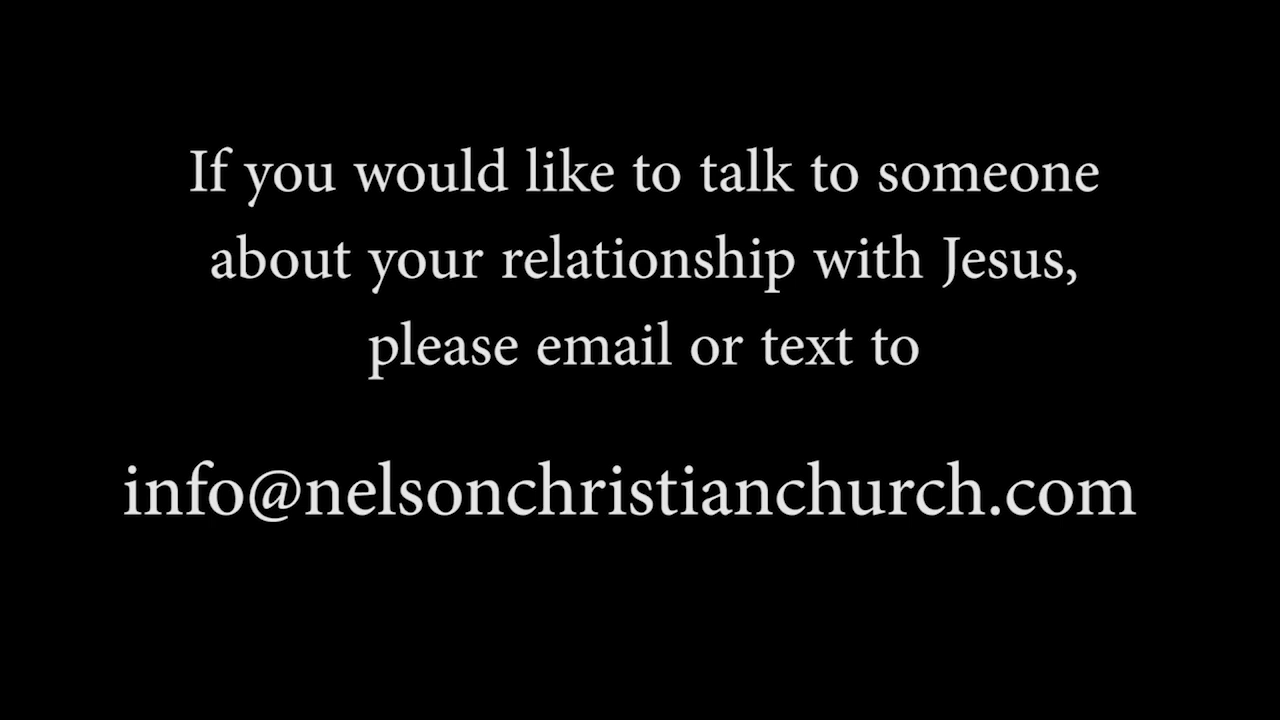 If you would like to talk to someone
about your relationship with Jesus,
please email or text to
info@nelsonchristianchurch.com